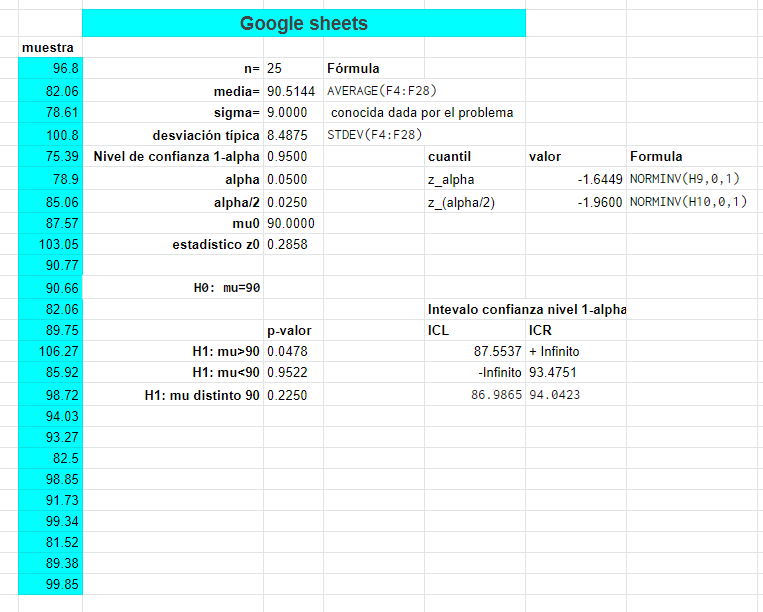 Google sheets
muestra
96.8 n= 25 Fórmula
82.06 media= 90.5144 AVERAGE(F4:F28)
78.61 sigma= 9.0000 conocida dada por el problema
100.8 desviación típica 8.4875 STDEV(F4:F28)
75.39 Nivel de confianza 1-alpha 0.9500 cuantil valor Formula
78.9 alpha 0.0500 z_alpha -1.6449 NORMINV(H9,0,1)
85.06 alpha/2 0.0250 z_(alpha/2) -1.9600 NORMINV(H10,0,1)
87.57 mu0 90.0000
103.05 estadístico z0 0.2858
90.77
90.66 H0: mu=90
82.06 Intevalo confianza nivel 1-alpha
89.75 p-valor ICL ICR
106.27 H1: mu>90 0.0478 87.5537 + Infinito
85.92 H1: mu<90 0.9522 -Infinito 93.4751
98.72 H1: mu distinto 90 0.2250 86.9865 94.0423
94.03
93.27
82.5
98.85
91.73
99.34
81.52
89.38
99.85